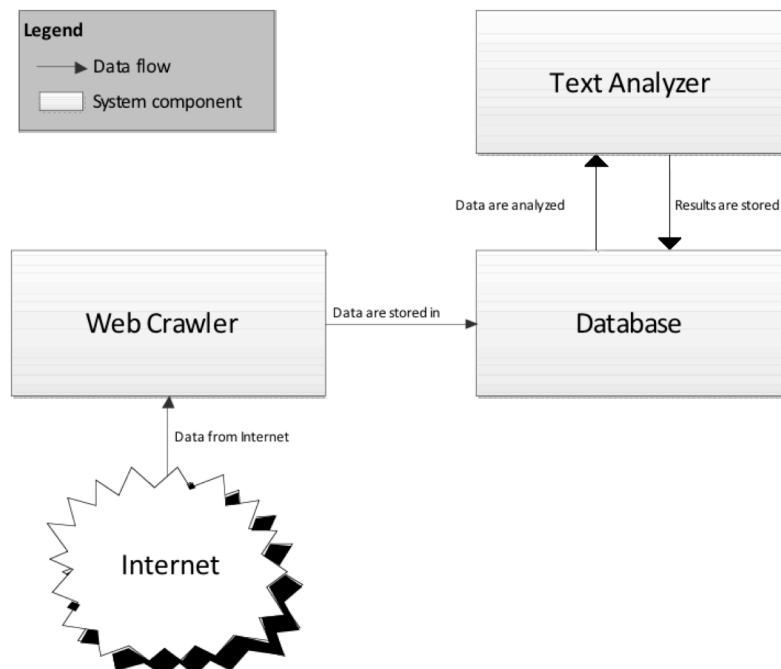 Legend
Data flow
System component
Text Analyzer
Data are analyzed
Results are stored
Web Crawler
Data are stored in
Database
Data from Internet
Internet